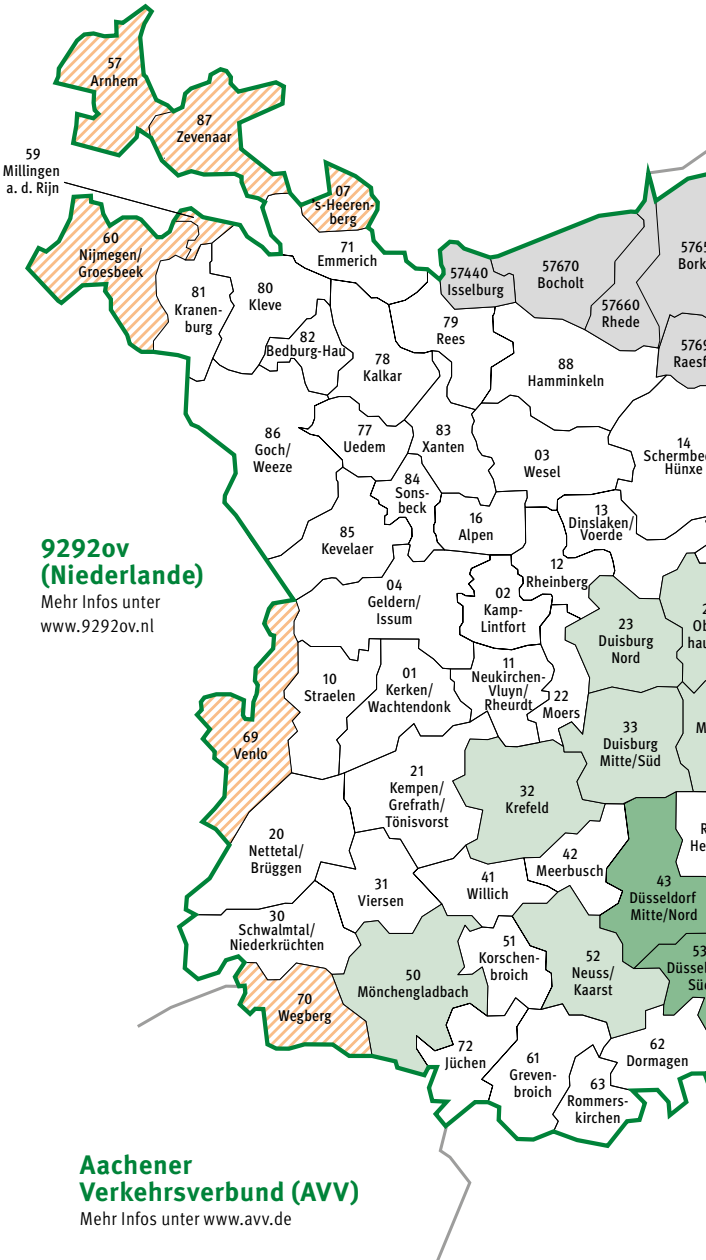 57
Arnhem
87
Zevenaar
59
Millingen
a. d. Rijn
07
's-Heeren-
berg
60
Nijmegen/
Groesbeek
71
Emmerich
57440
Isselburg
57670
Bocholt
57660
Rhede
81
Kranen-
burg
80
Kleve
82
Bedburg-Hau
78
Kalkar
79
Rees
88
Hamminkeln
86
Goch/
Weeze
77
Uedem
83
Xanten
03
Wesel
14
Hünxe
84
Sons-
beck
16
Alpen
13
Dinslaken/
Voerde
85
Kevelaer
12
Rheinberg
9292ov
(Niederlande)
Mehr Infos unter
www.9292ov.nl
04
Geldern/
Issum
02
Kamp-
Lintfort
23
Duisburg
Nord
10
Straelen
01
Kerken/
Wachtendonk
11
Neukirchen-
Vluyn/
Rheurdt
22
Moers
69
Venlo
33
Duisburg
Mitte/Süd
21
Kempen/
Grefrath/
Tönisvorst
32
Krefeld
20
Nettetal/
Brüggen
42
Meerbusch
31
Viersen
41
Willich
43
Düsseldorf
Mitte/Nord
30
Schwalmtal/
Niederkrüchten
51
Korschen-
broich
52
Neuss/
Kaarst
53
50
Mönchengladbach
70
Wegberg
72
Jüchen
61
Greven-
broich
62
Dormagen
63
Rommers-
kirchen
Aachener
Verkehrsverbund (AVV)
Mehr Infos unter www.avv.de